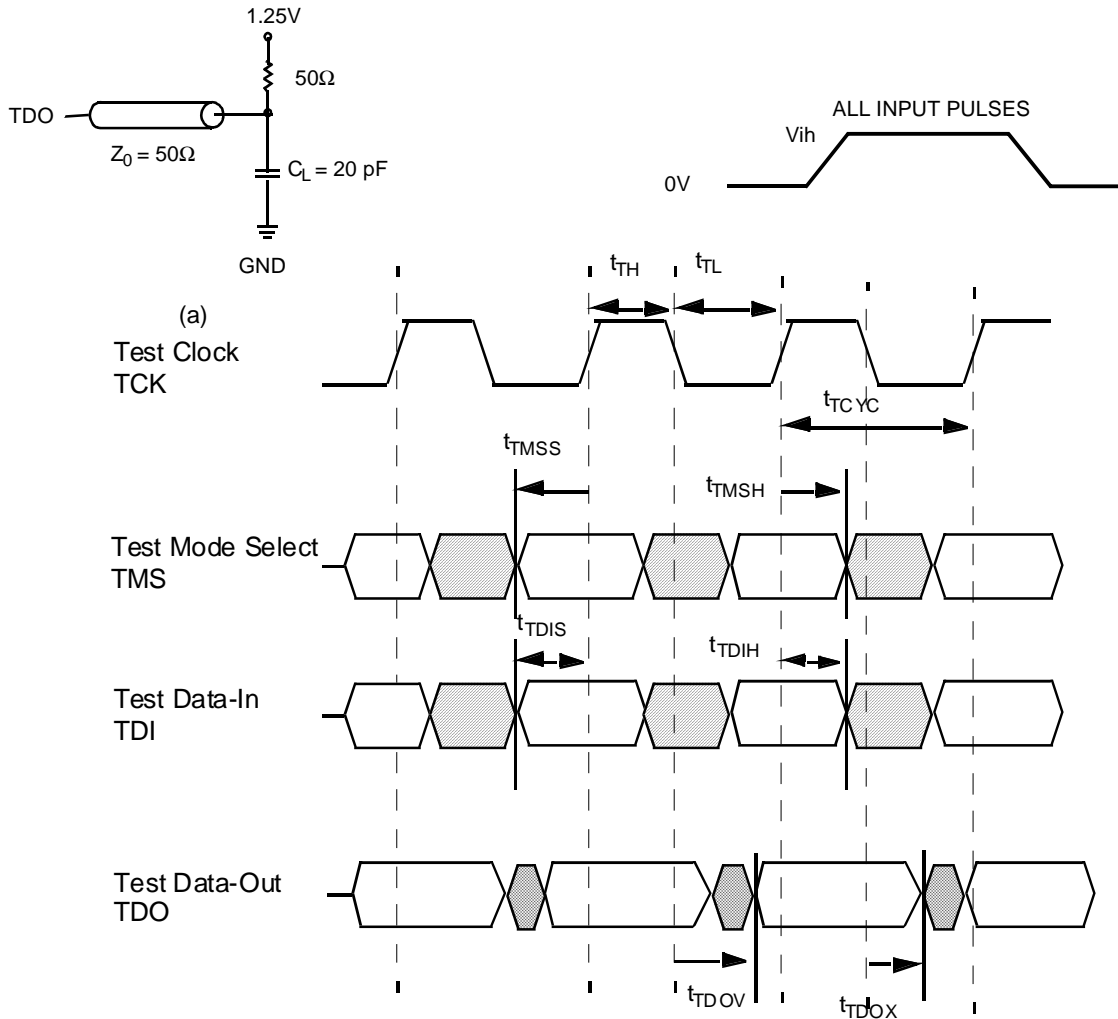 1.25V
50Ω
TDO
Z0 = 50Ω
CL = 20 pF
GND
(a)
ALL INPUT PULSES
Vih
0V
tTH
tTL
Test Clock
TCK
tTCYC
tTMSS
tTMSH
Test Mode Select
TMS
tTDIS
tTDIH
Test Data-In
TDI
Test Data-Out
TDO
tTDOV
tTDOX